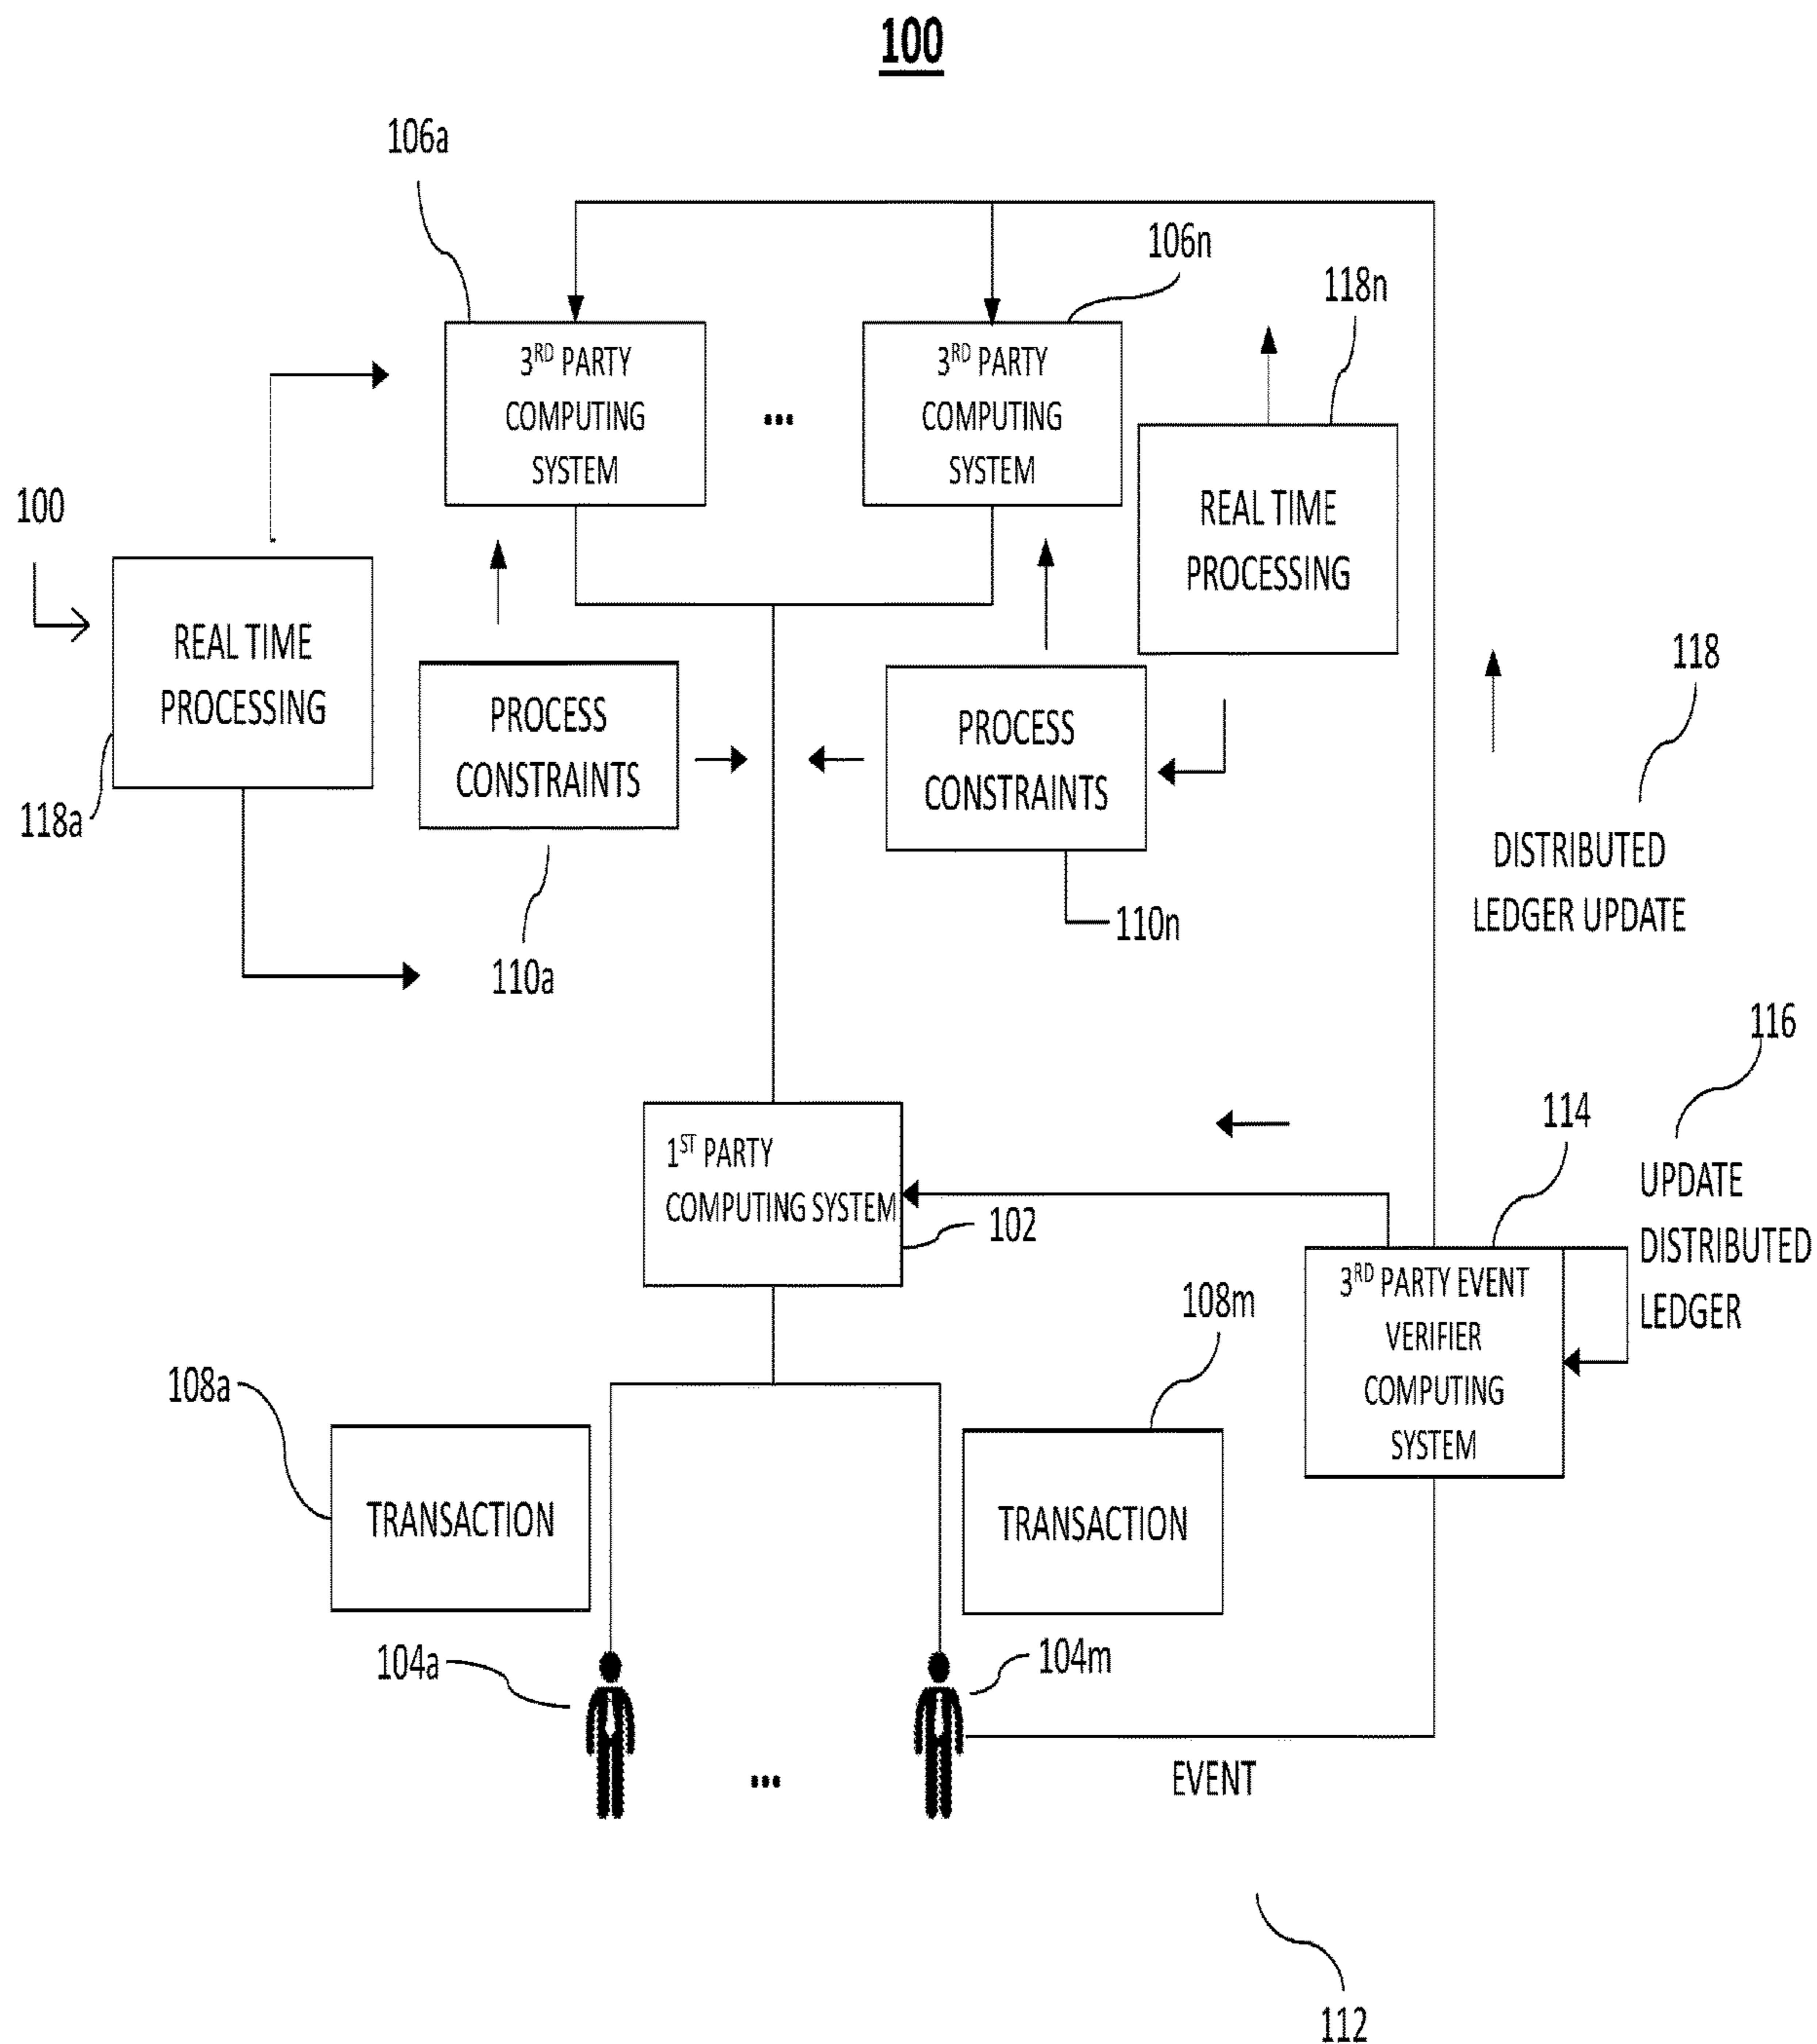 100
106a
106n
118n
3RD PARTY
COMPUTING
SYSTEM
...
3RD PARTY
COMPUTING
SYSTEM
REAL TIME
PROCESSING
100
REAL TIME
PROCESSING
118a
PROCESS
CONSTRAINTS
110a
PROCESS
CONSTRAINTS
110n
118
DISTRIBUTED
LEDGER UPDATE
116
UPDATE
DISTRIBUTED
LEDGER
114
1ST PARTY
COMPUTING SYSTEM
102
3RD PARTY EVENT
VERIFIER
COMPUTING
SYSTEM
108a
TRANSACTION
108m
TRANSACTION
104a
...
104m
EVENT
112